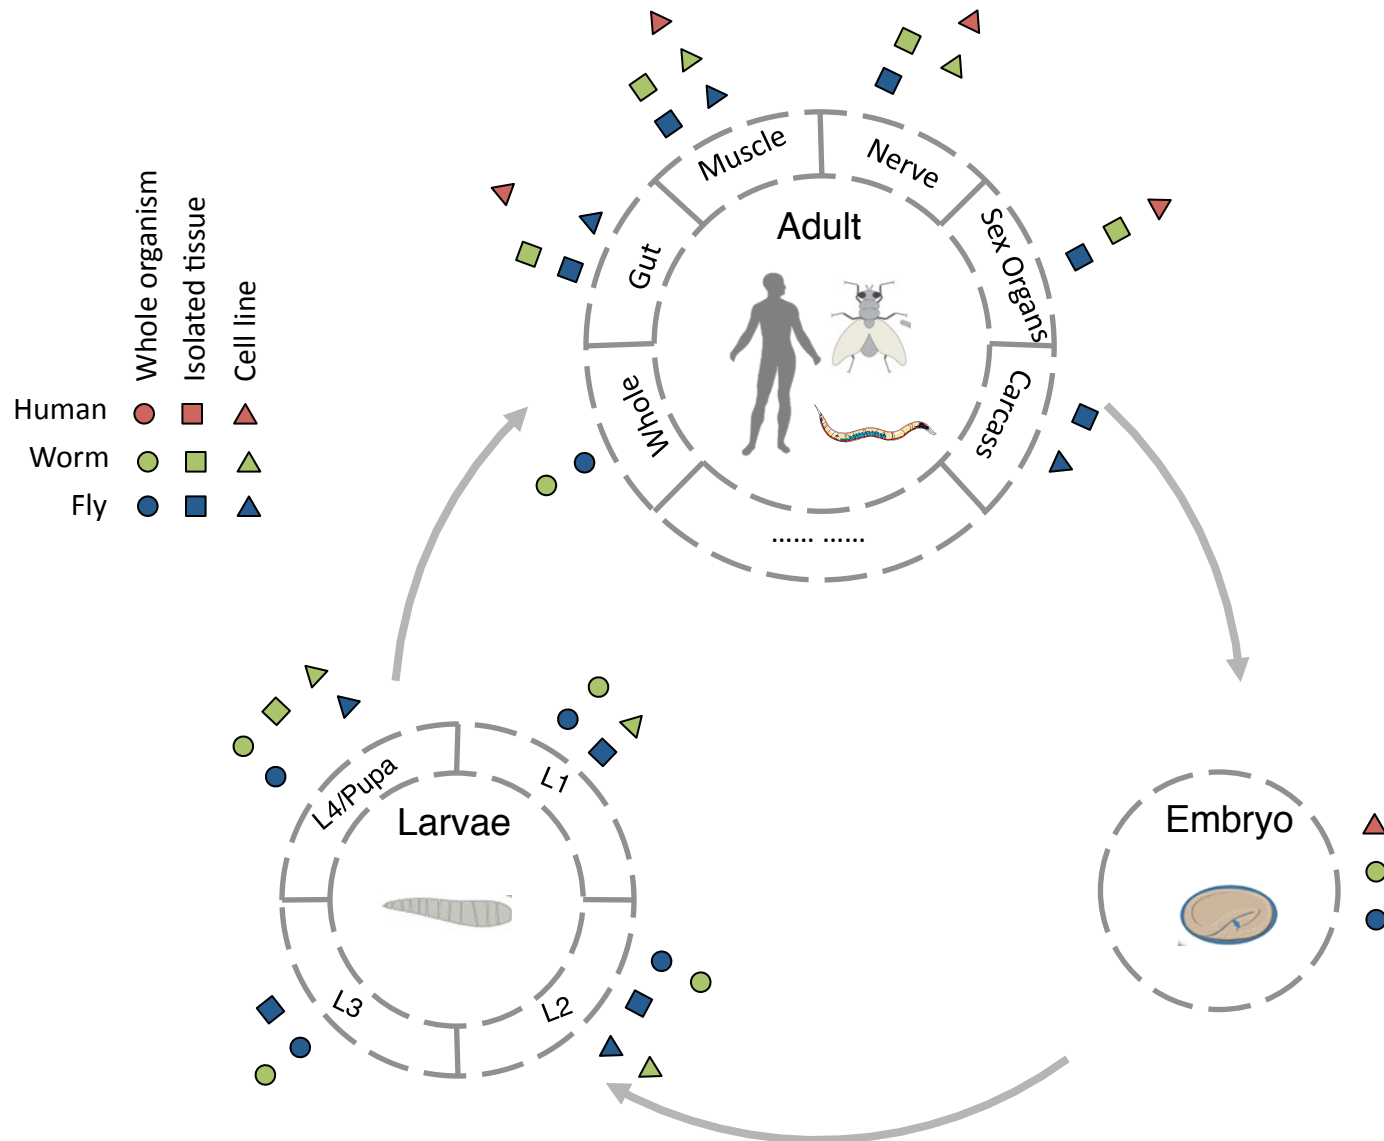 Whole organism
Isolated tissue
Cell line
Human
Worm
Fly
Adult
Muscle
Nerve
Gut
Sex Organs
Whole
Carcass
...... ......
Larvae
L4/Pupa
L1
L3
L2
Embryo